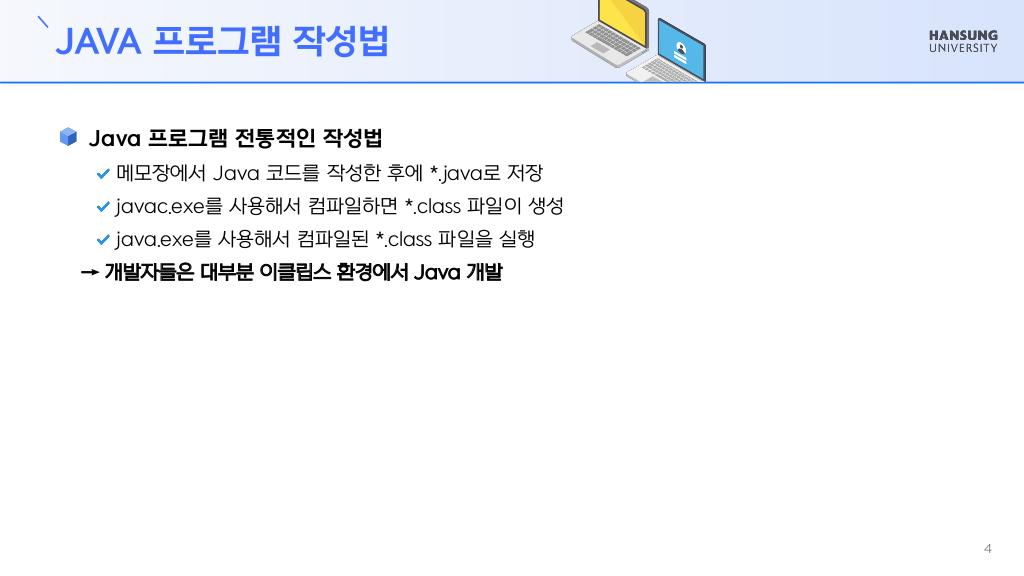 JAVA 프로그램 작성법
HANSUNG
UNIVERSITY
Java 프로그램 전통적인 작성법
메모장에서 Java 코드를 작성한 후에 *.java로 저장
javac.exe를 사용해서 컴파일하면 *.class 파일이 생성
java.exe를 사용해서 컴파일된 *.class 파일을 실행
→ 개발자들은 대부분 이클립스 환경에서 Java 개발
4